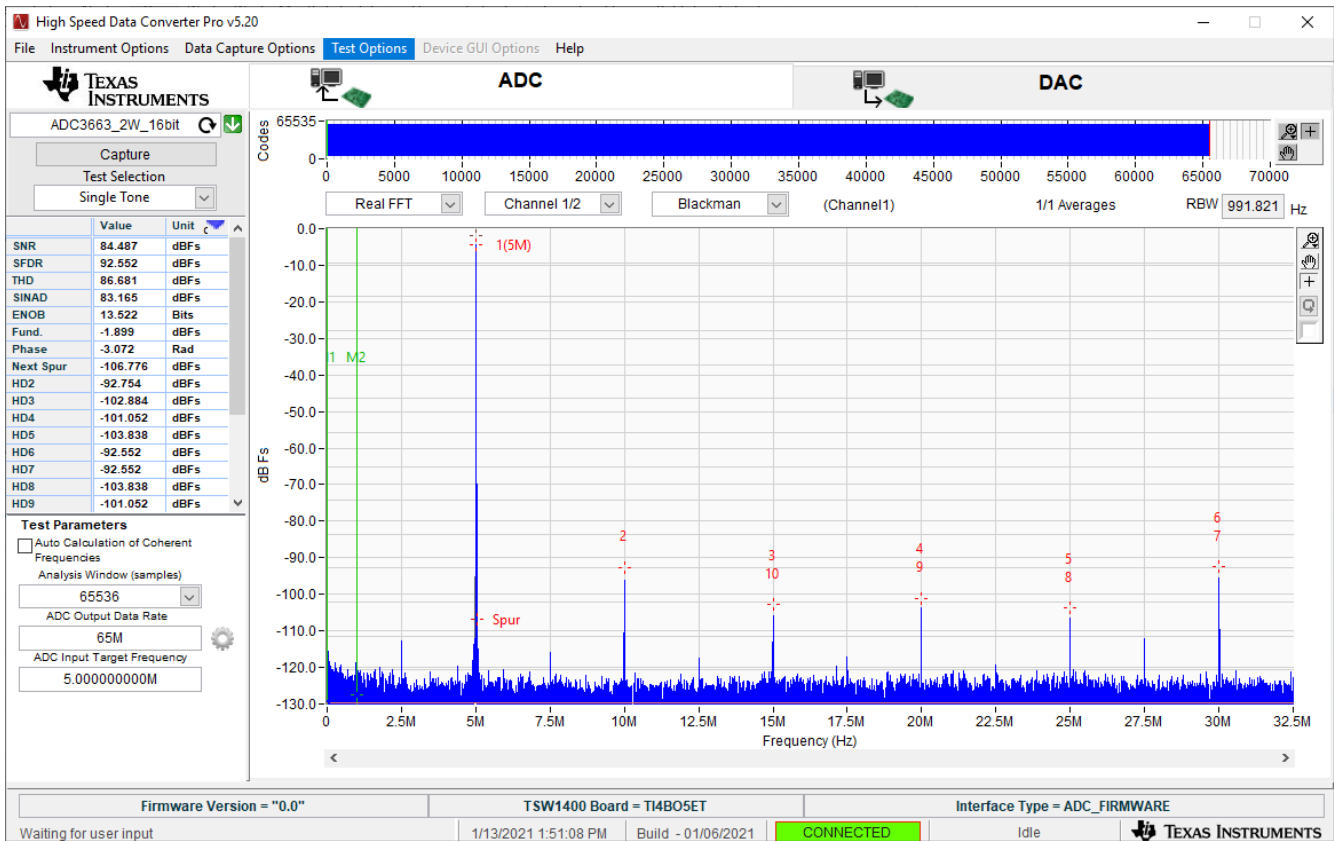 High Speed Data Converter Pro v5.20
File Instrument Options Data Capture Options Test Options Device GUI Options Help
TEXAS INSTRUMENTS
ADC
DAC
ADC3663_2W_16bit
Capture
Test Selection
Single Tone
Value Unit
SNR 84.487 dBFs
SFDR 92.552 dBFs
THD 86.681 dBFs
SINAD 83.165 dBFs
ENOB 13.522 Bits
Fund. -1.899 dBFs
Phase -3.072 Rad
Next Spur -106.776 dBFs
HD2 -92.754 dBFs
HD3 -102.884 dBFs
HD4 -101.052 dBFs
HD5 -103.838 dBFs
HD6 -92.552 dBFs
HD7 -92.552 dBFs
HD8 -103.838 dBFs
HD9 -101.052 dBFs
Test Parameters
Auto Calculation of Coherent
Frequencies
Analysis Window (samples)
65536
ADC Output Data Rate
65M
ADC Input Target Frequency
5.000000000M
Codes
65535
0
0 5000 10000 15000 20000 25000 30000 35000 40000 45000 50000 55000 60000 65000 70000
Real FFT Channel 1/2 Blackman (Channel1) 1/1 Averages RBW 991.821 Hz
dB Fs
0.0
-10.0
-20.0
-30.0
-40.0
-50.0
-60.0
-70.0
-80.0
-90.0
-100.0
-110.0
-120.0
-130.0
1(5M)
M2
Spur
2
3
10
4
9
5
8
6
7
0 2.5M 5M 7.5M 10M 12.5M 15M 17.5M 20M 22.5M 25M 27.5M 30M 32.5M
Frequency (Hz)
Firmware Version = "0.0" TSW1400 Board = TI4BO5ET Interface Type = ADC_FIRMWARE
Waiting for user input 1/13/2021 1:51:08 PM Build - 01/06/2021 CONNECTED Idle TEXAS INSTRUMENTS